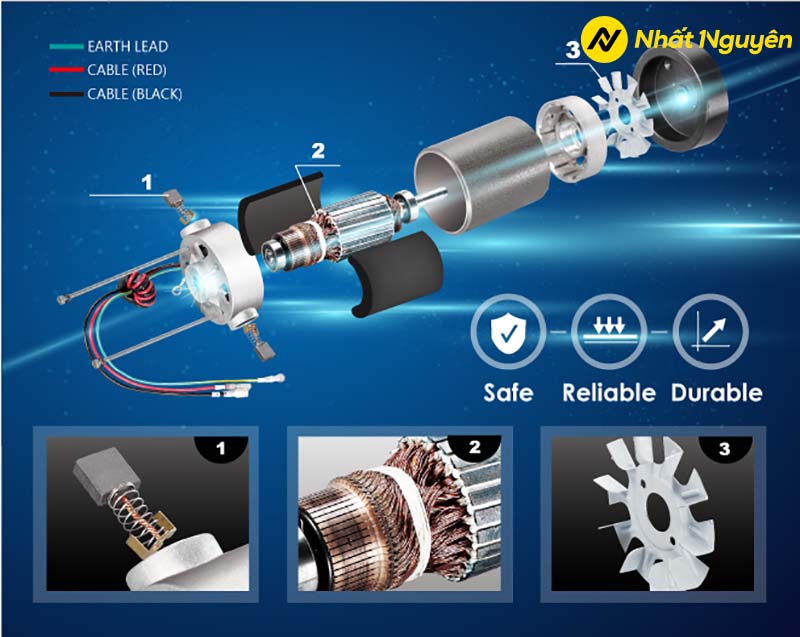 EARTH LEAD
CABLE (RED)
CABLE (BLACK)
Nhất Nguyên
3
2
1
Safe
Reliable
Durable
1
2
3